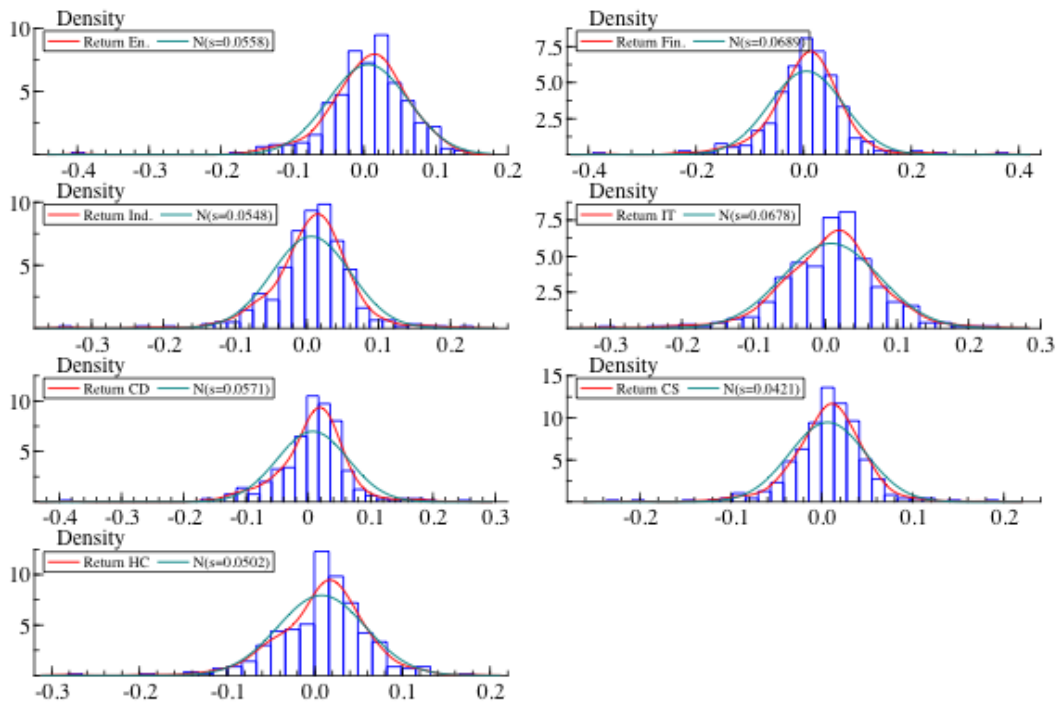 Density
10
5
Return En. N(s=0.0558)
-0.4 -0.3 -0.2 -0.1 0.0 0.1 0.2
Density
7.5
5.0
2.5
Return Fin. N(s=0.0689)
-0.4 -0.2 0.0 0.2 0.4
Density
10
5
Return Ind. N(s=0.0548)
-0.3 -0.2 -0.1 0.0 0.1 0.2
Density
7.5
5.0
2.5
Return IT N(s=0.0678)
-0.3 -0.2 -0.1 0.0 0.1 0.2 0.3
Density
10
5
Return CD N(s=0.0571)
-0.4 -0.3 -0.2 -0.1 0 0.1 0.2 0.3
Density
15
10
5
Return CS N(s=0.0421)
-0.2 -0.1 0.0 0.1 0.2
Density
10
5
Return HC N(s=0.0502)
-0.3 -0.2 -0.1 0.0 0.1 0.2